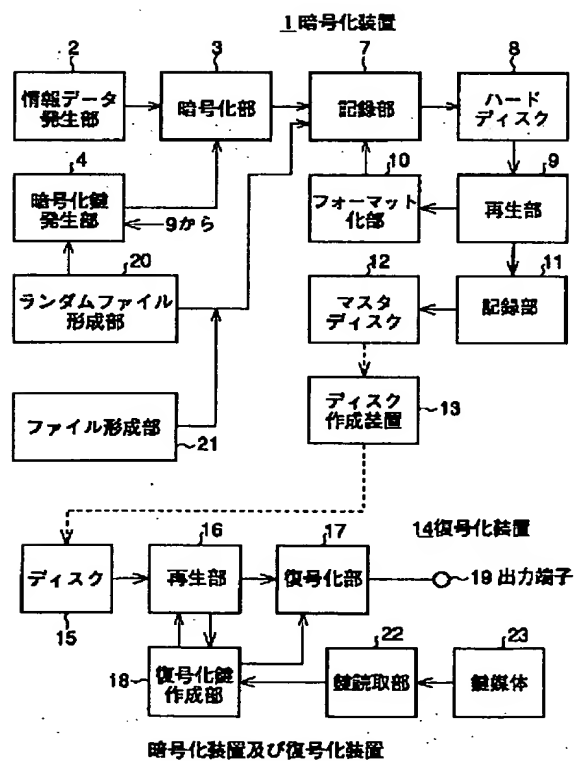 1暗号化装置
2
3
7
8
情報データ
発生部
暗号化部
記録部
ハード
ディスク
4
10
9
暗号化鍵
発生部
9から
フォーマット
化部
再生部
20
12
11
ランダムファイル
形成部
マスタ
ディスク
記録部
ディスク
作成装置
13
ファイル形成部
21
16
17
14復号化装置
ディスク
再生部
復号化部
19 出力端子
15
22
23
18
復号化鍵
作成部
鍵読取部
鍵媒体
暗号化装置及び復号化装置